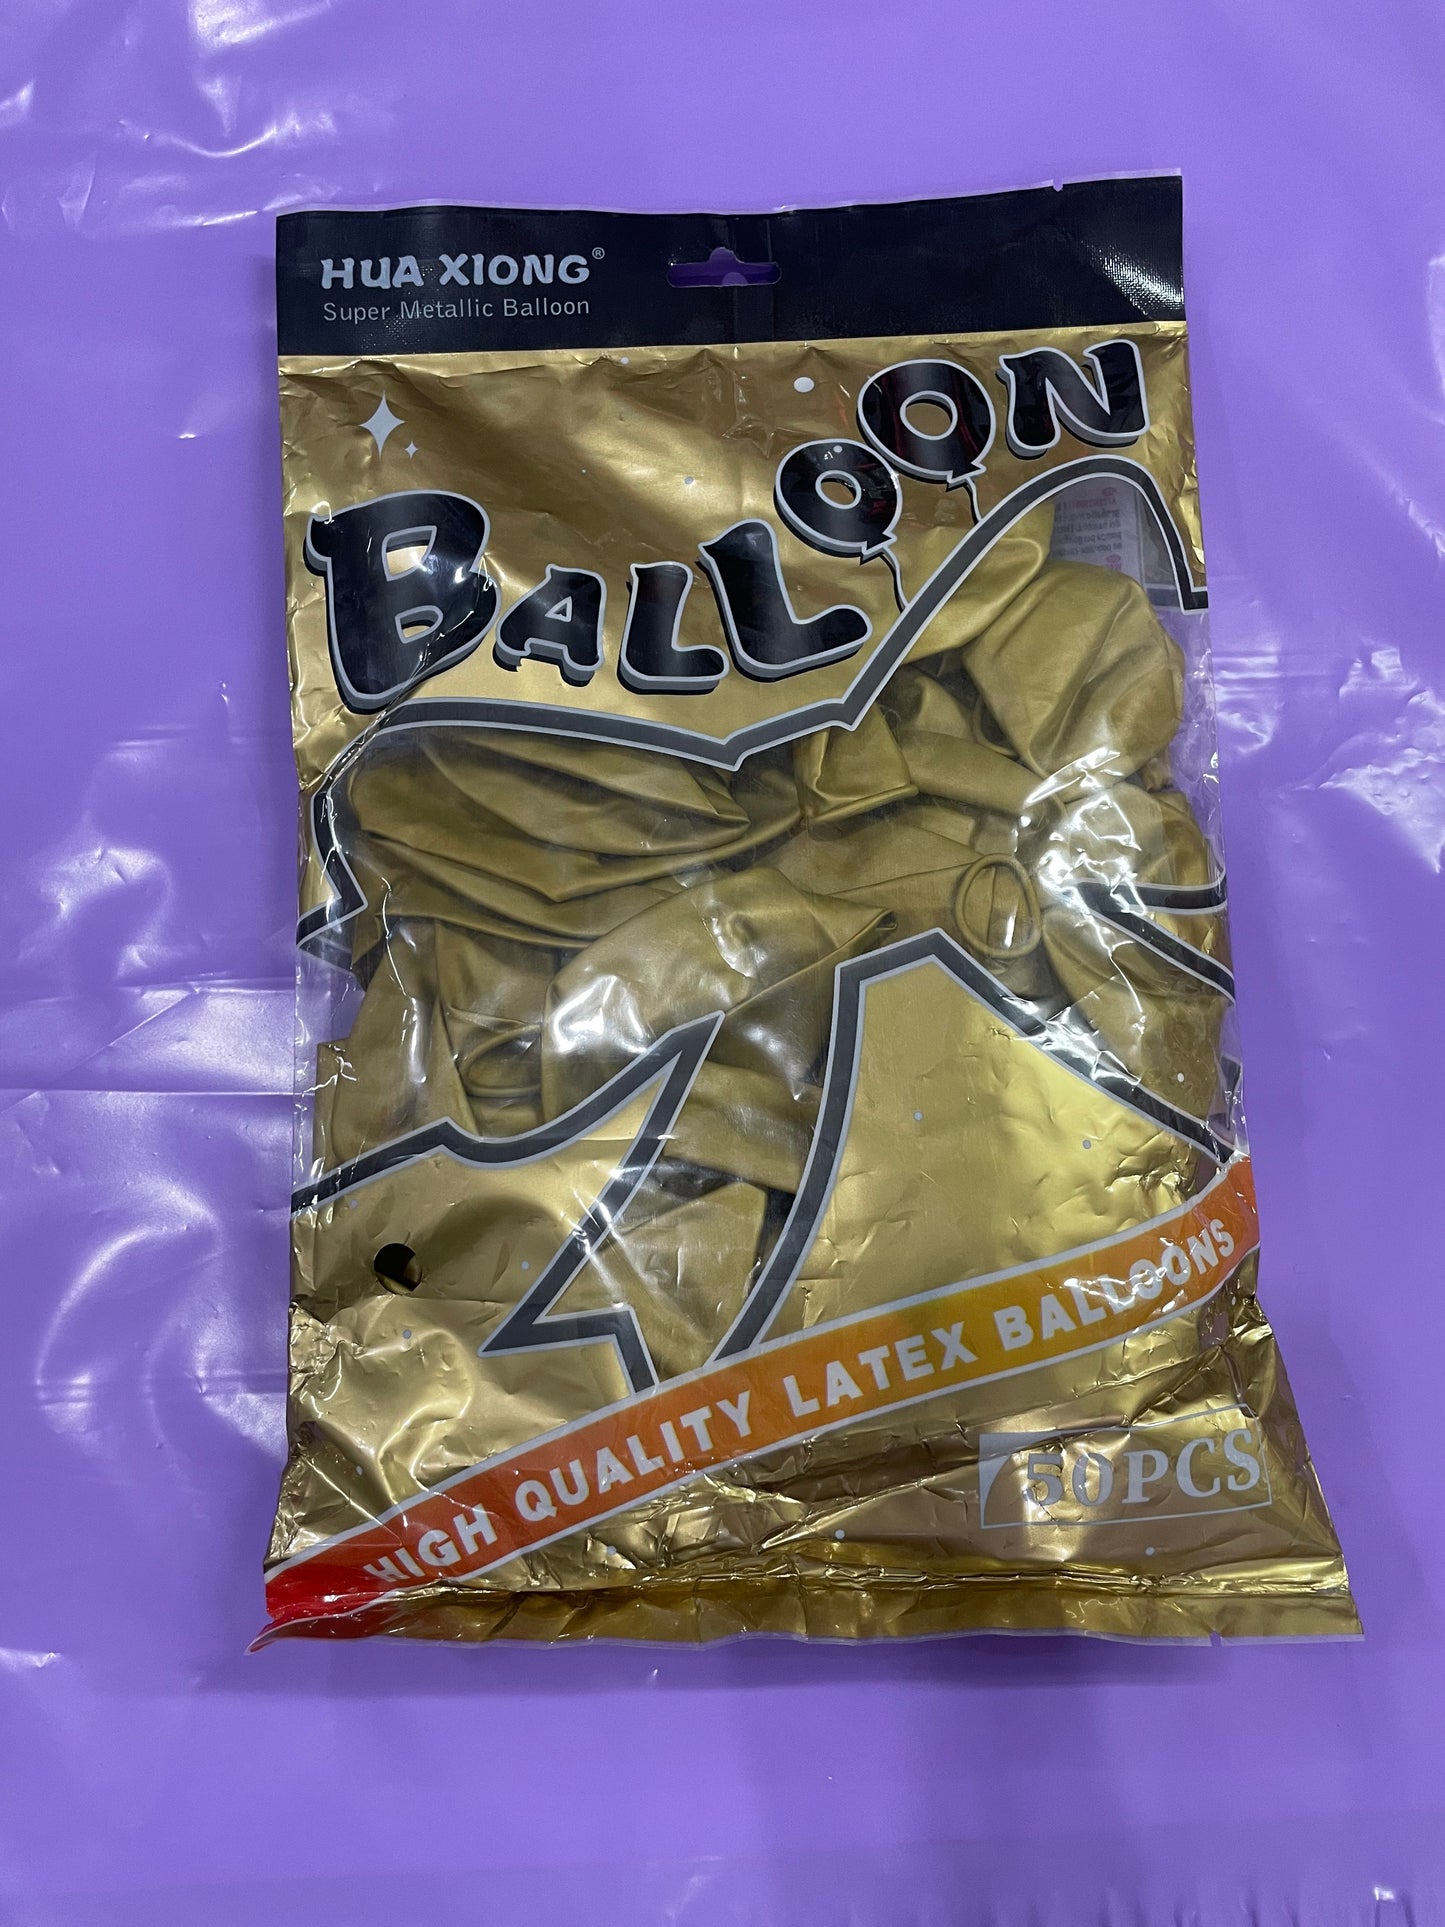 HUA XIONG®
Super Metallic Balloon
BALLOON
HIGH QUALITY LATEX BALLOONS
50PCS